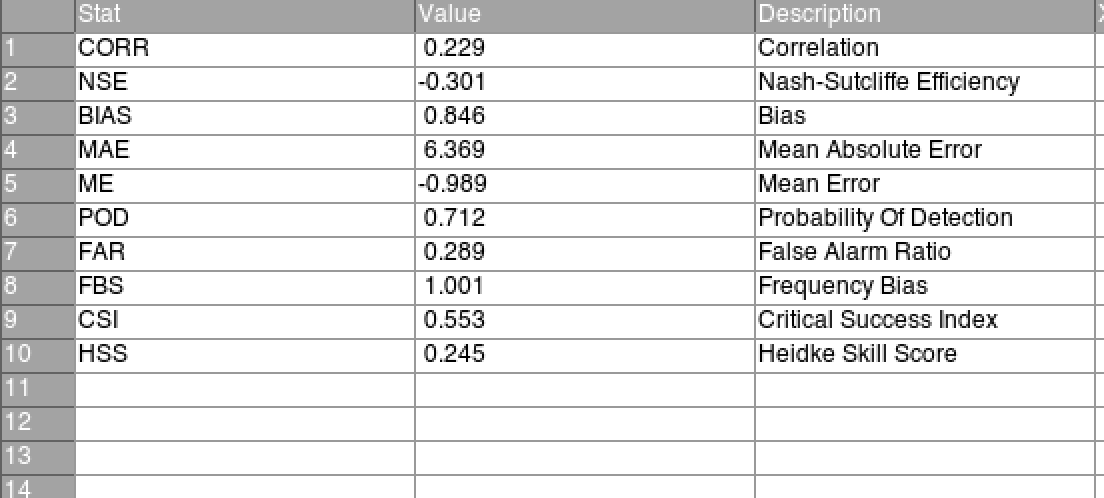 Stat Value Description
1 CORR 0.229 Correlation
2 NSE -0.301 Nash-Sutcliffe Efficiency
3 BIAS 0.846 Bias
4 MAE 6.369 Mean Absolute Error
5 ME -0.989 Mean Error
6 POD 0.712 Probability Of Detection
7 FAR 0.289 False Alarm Ratio
8 FBS 1.001 Frequency Bias
9 CSI 0.553 Critical Success Index
10 HSS 0.245 Heidke Skill Score
11
12
13
14